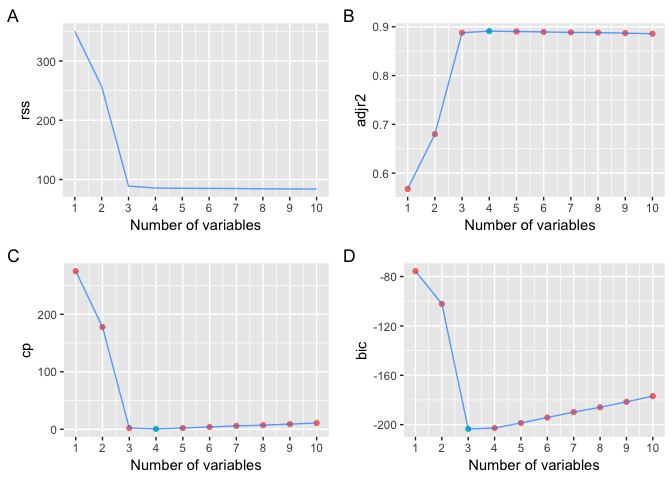 A
rss
300
200
100
1 2 3 4 5 6 7 8 9 10
Number of variables
B
adjr2
0.9
0.8
0.7
0.6
1 2 3 4 5 6 7 8 9 10
Number of variables
C
cp
200
100
0
1 2 3 4 5 6 7 8 9 10
Number of variables
D
bic
-80
-120
-160
-200
1 2 3 4 5 6 7 8 9 10
Number of variables